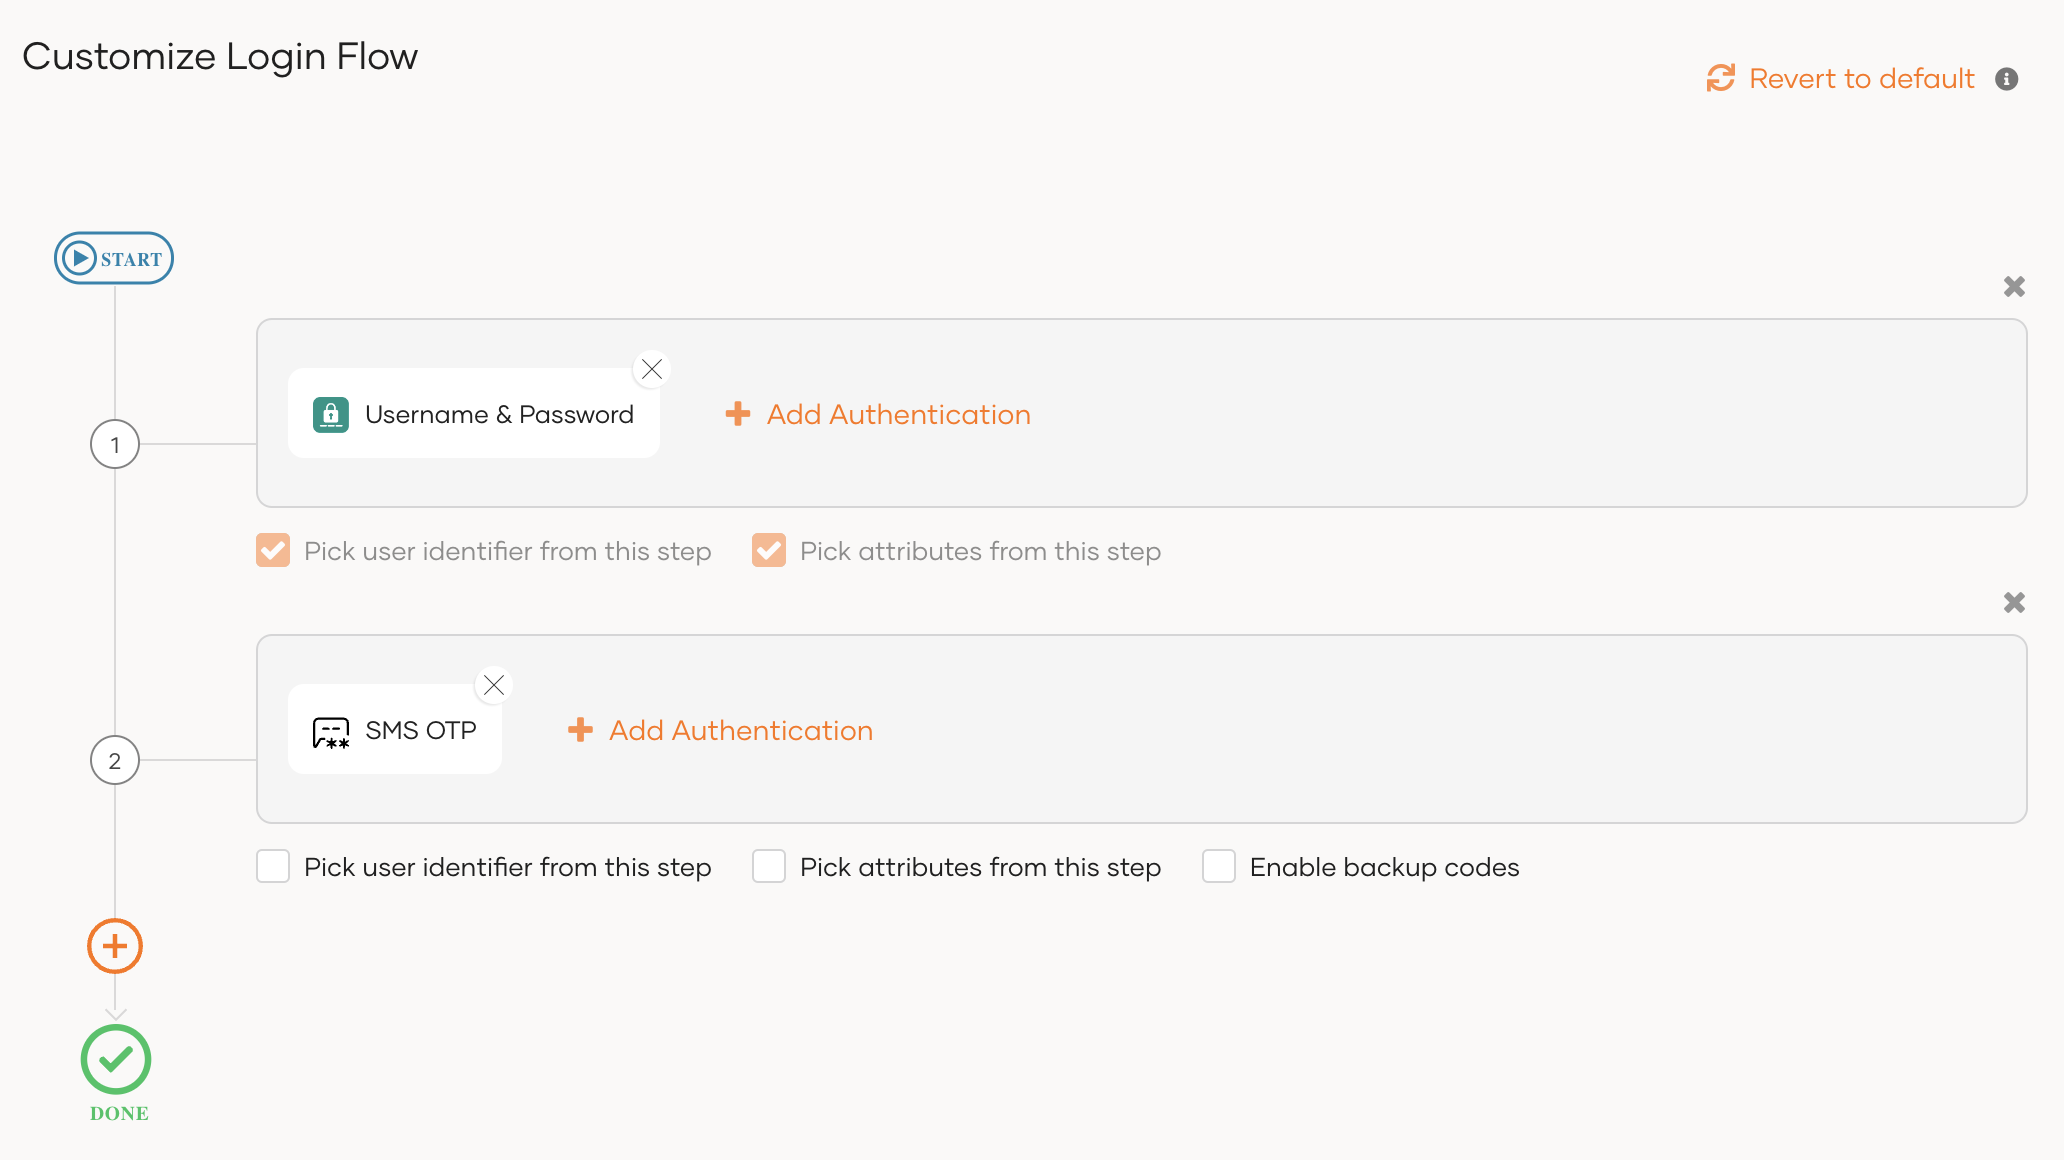 Customize Login Flow
Revert to default
START
1
Username & Password
Add Authentication
Pick user identifier from this step
Pick attributes from this step
2
SMS OTP
Add Authentication
Pick user identifier from this step
Pick attributes from this step
Enable backup codes
DONE